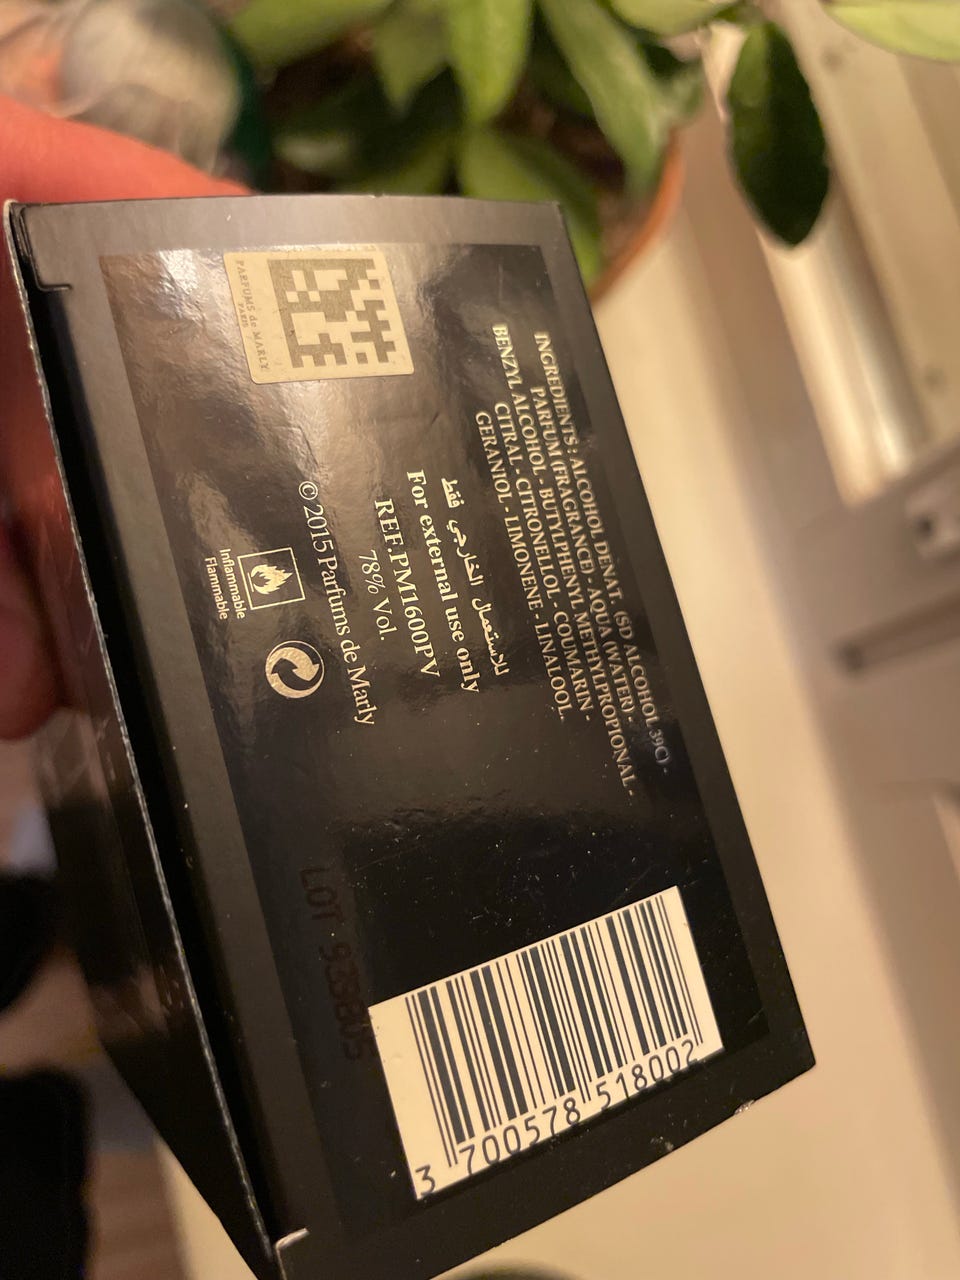 INGREDIENTS : ALCOHOL DENAT. (SD ALCOHOL 39C) -
PARFUM (FRAGRANCE) - AQUA (WATER) -
BENZYL ALCOHOL - BUTYLPHENYL METHYLPROPIONAL -
CITRAL - CITRONELLOL - COUMARIN -
GERANIOL - LIMONENE - LINALOOL.
للاستعمال الخارجي فقط
For external use only
REF.PM1600PV
78% Vol.
© 2015 Parfums de Marly
Inflammable
Flammable
PARFUMS de MARLY
PARIS
LOT 929B05
3 700578 518002